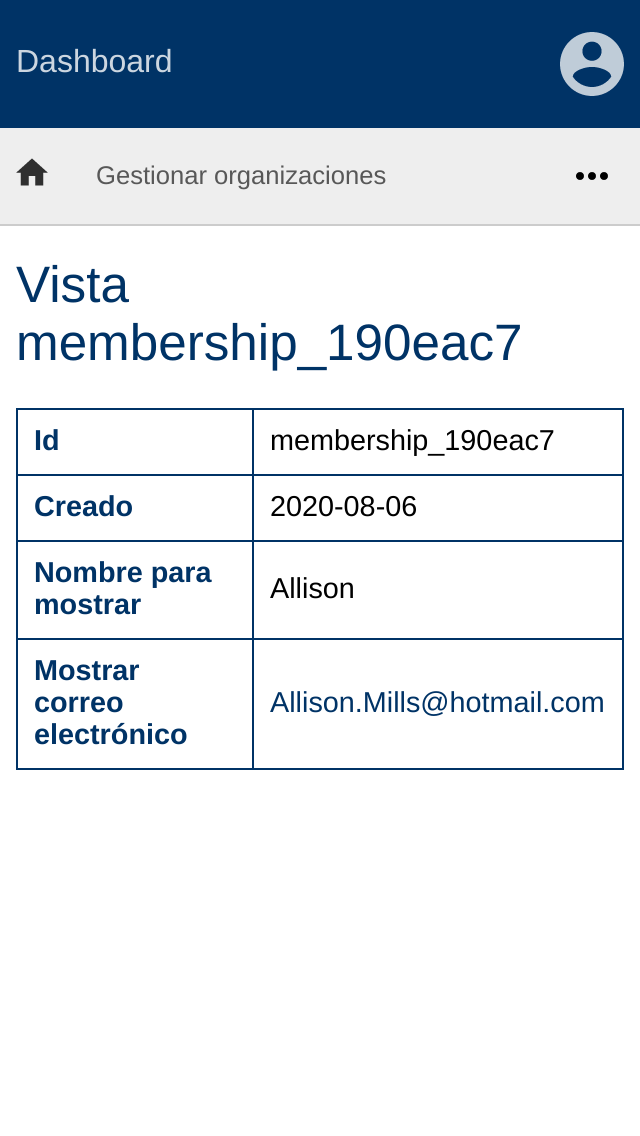 Dashboard
Gestionar organizaciones
Vista
membership_190eac7
Id
membership_190eac7
Creado
2020-08-06
Nombre para
mostrar
Allison
Mostrar
correo
electrónico
Allison.Mills@hotmail.com